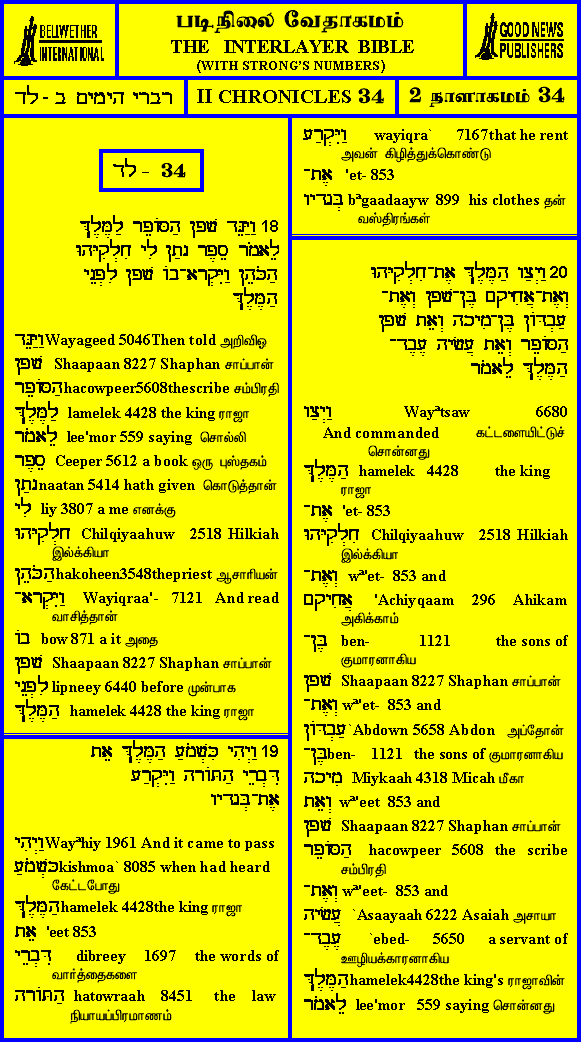 BELLWETHER
INTERNATIONAL
படிநிலை வேதாகமம்
THE INTERLAYER BIBLE
(WITH STRONG'S NUMBERS)
GOOD NEWS
PUBLISHERS
דברי הימים ב - לד
II CHRONICLES 34
2 நாளாகமம் 34
לד - 34
18 וַיַּגֵּד שָׁפָן הַסּוֹפֵר לַמֶּלֶךְ
לֵאמֹר סֵפֶר נָתַן לִי חִלְקִיָּהוּ
הַכֹּהֵן וַיִּקְרָא־בוֹ שָׁפָן לִפְנֵי
הַמֶּלֶךְ
וַיַּגֵּד Wayageed 5046Then told அறிவிஒ
שָׁפָן Shaapaan 8227 Shaphan சாப்பான்
הַסּוֹפֵר hacowpeer5608thescribe சம்பிரதி
לַמֶּלֶךְ lamelek 4428 the king ராஜா
לֵאמֹר lee'mor 559 saying சொல்லி
סֵפֶר Ceeper 5612 a book ஒரு புஸ்தகம்
נָתַן naatan 5414 hath given கொடுத்தான்
לִי liy 3807 a me எனக்கு
חִלְקִיָּהוּ Chilqiyaahuw 2518 Hilkiah
இல்க்கியா
הַכֹּהֵן hakoheen3548thepriest ஆசாரியன்
וַיִּקְרָא־ Wayiqraa'- 7121 And read
வாசித்தான்
בוֹ bow 871 a it அதை
שָׁפָן Shaapaan 8227 Shaphan சாப்பான்
לִפְנֵי lipneey 6440 before முன்பாக
הַמֶּלֶךְ hamelek 4428 the king ராஜா
19 וַיְהִי כִּשְׁמֹעַ הַמֶּלֶךְ אֵת
דִּבְרֵי הַתּוֹרָה וַיִּקְרַע
אֶת־בְּגָדָיו
וַיְהִי Wayªhiy 1961 And it came to pass
כִּשְׁמֹעַ kishmoa` 8085 when had heard
கேட்டபோது
הַמֶּלֶךְ hamelek 4428the king ராஜா
אֵת 'eet 853
דִּבְרֵי dibreey 1697 the words of
வார்த்தைகளை
הַתּוֹרָה hatowraah 8451 the law
நியாயப்பிரமாணம்
וַיִּקְרַע wayiqra` 7167that he rent
அவன் கிழித்துக்கொண்டு
אֶת־ 'et- 853
בְּגָדָיו bªgaadaayw 899 his clothes தன்
வஸ்திரங்கள்
20 וַיְצַו הַמֶּלֶךְ אֶת־חִלְקִיָּהוּ
וְאֶת־אֲחִיקָם בֶּן־שָׁפָן וְאֶת־
עַבְדּוֹן בֶּן־מִיכָה וְאֵת שָׁפָן
הַסּוֹפֵר וְאֵת עֲשָׂיָה עֶבֶד־
הַמֶּלֶךְ לֵאמֹר
וַיְצַו Wayªtsaw 6680
And commanded கட்டளையிட்டுச்
சொன்னது
הַמֶּלֶךְ hamelek 4428 the king
ராஜா
אֶת־ 'et- 853
חִלְקִיָּהוּ Chilqiyaahuw 2518 Hilkiah
இல்க்கியா
וְאֶת־ wª'et- 853 and
אֲחִיקָם 'Achiyqaam 296 Ahikam
அகிக்காம்
בֶּן־ ben- 1121 the sons of
குமாரனாகிய
שָׁפָן Shaapaan 8227 Shaphan சாப்பான்
וְאֶת־ wª'et- 853 and
עַבְדּוֹן `Abdown 5658 Abdon அப்தோன்
בֶּן־ ben- 1121 the sons of குமாரனாகிய
מִיכָה Miykaah 4318 Micah மீகா
וְאֵת wª'eet 853 and
שָׁפָן Shaapaan 8227 Shaphan சாப்பான்
הַסּוֹפֵר hacowpeer 5608 the scribe
சம்பிரதி
וְאֶת־ wª'eet- 853 and
עֲשָׂיָה `Asaayaah 6222 Asaiah அசாயா
עֶבֶד־ `ebed- 5650 a servant of
ஊழியக்காரனாகிய
הַמֶּלֶךְ hamelek4428the king's ராஜாவின்
לֵאמֹר lee'mor 559 saying சொன்னது